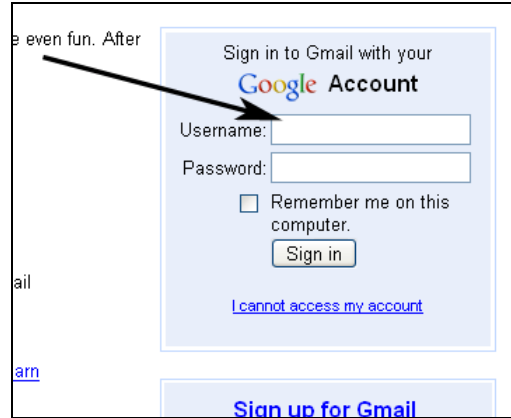 e even fun. After
Sign in to Gmail with your
Google Account
Username:
Password:
Remember me on this
computer.
Sign in
ail
I cannot access my account
arn
Sign up for Gmail